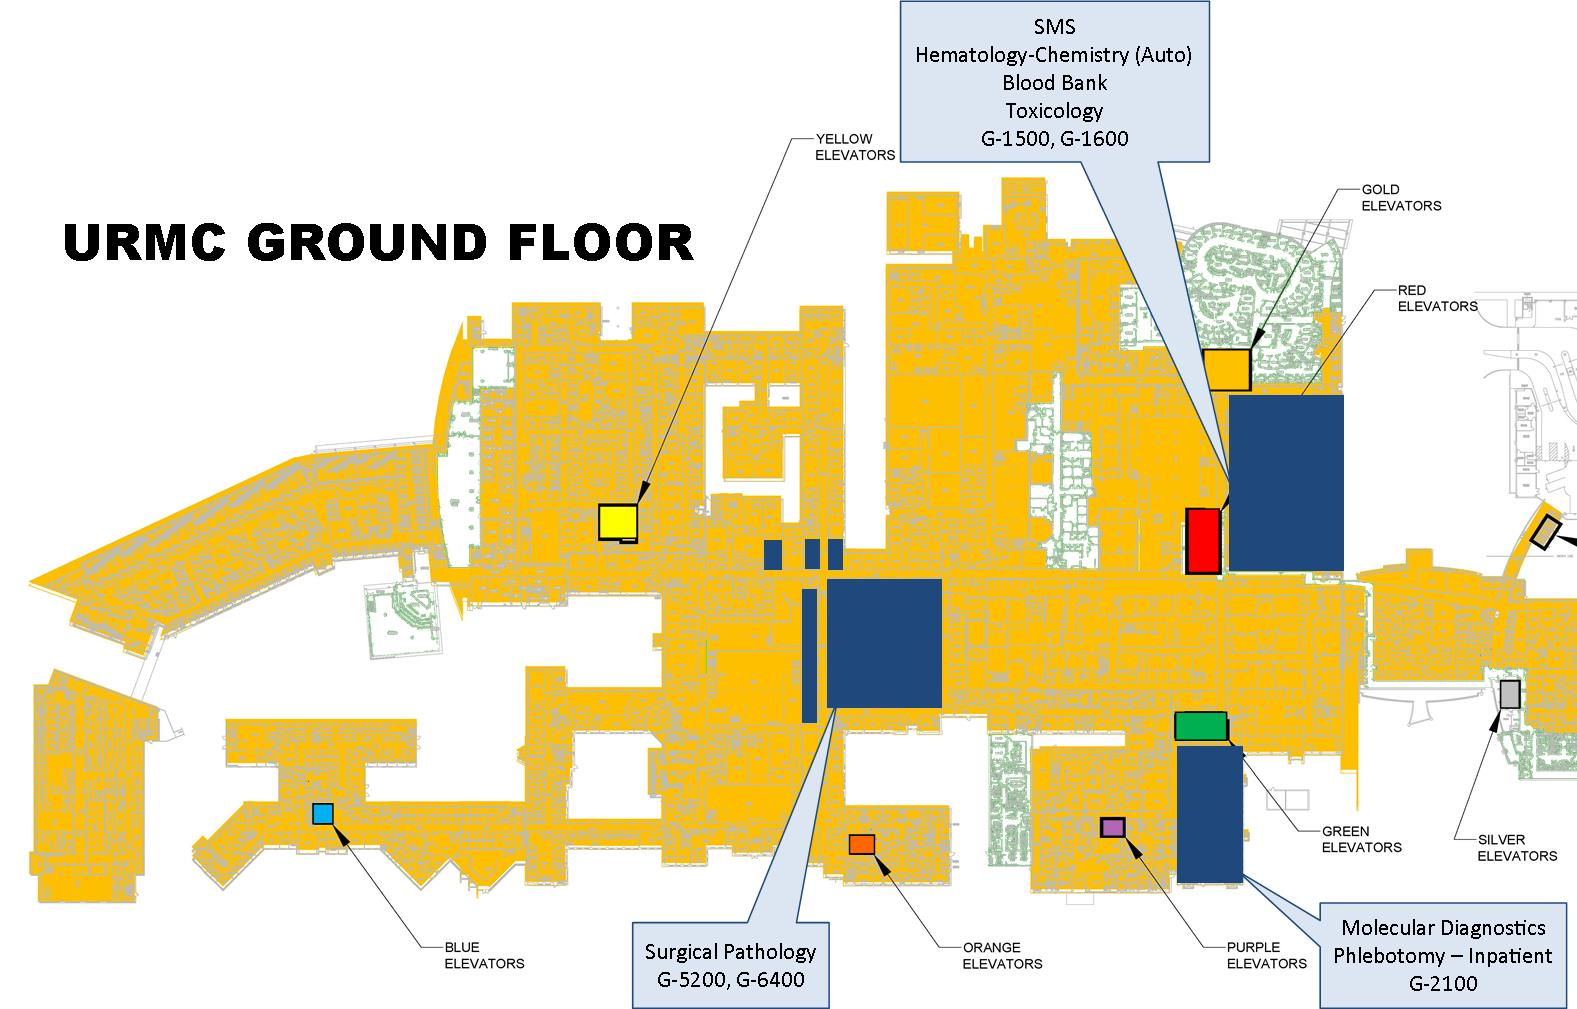 SMS
Hematology-Chemistry (Auto)
Blood Bank
Toxicology
G-1500, G-1600
YELLOW
ELEVATORS
GOLD
ELEVATORS
URMC GROUND FLOOR
RED
ELEVATORS
GREEN
ELEVATORS
SILVER
ELEVATORS
Surgical Pathology
G-5200, G-6400
BLUE
ELEVATORS
ORANGE
ELEVATORS
PURPLE
ELEVATORS
Molecular Diagnostics
Phlebotomy – Inpatient
G-2100